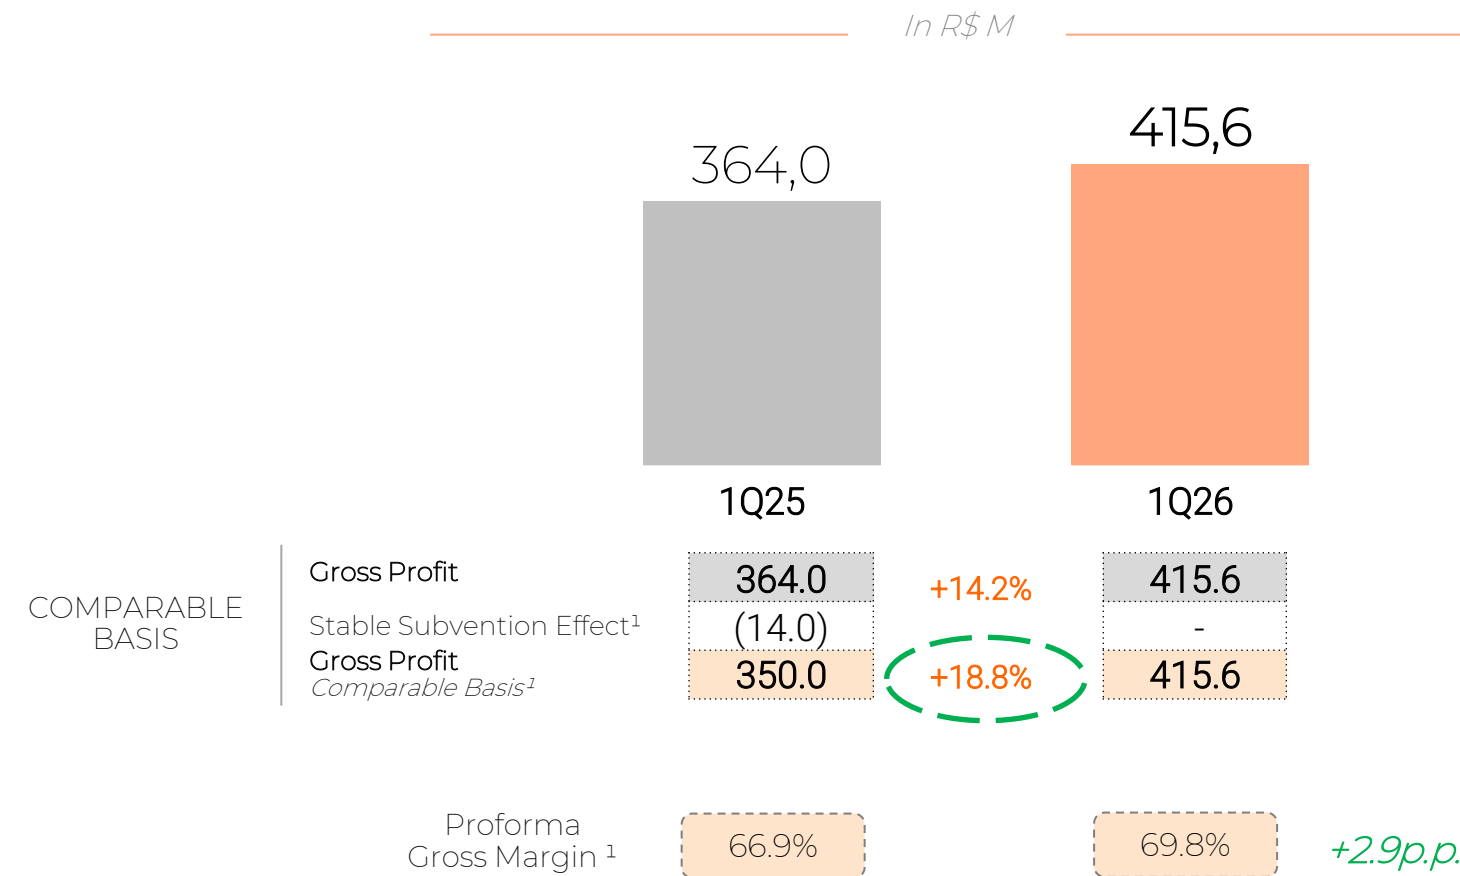 In R$ M
364,0
415,6
1Q25
1Q26
COMPARABLE
BASIS
Gross Profit
364.0
+14.2%
415.6
Stable Subvention Effect¹
(14.0)
-
Gross Profit
Comparable Basis¹
350.0
+18.8%
415.6
Proforma
Gross Margin ¹
66.9%
69.8%
+2.9p.p.